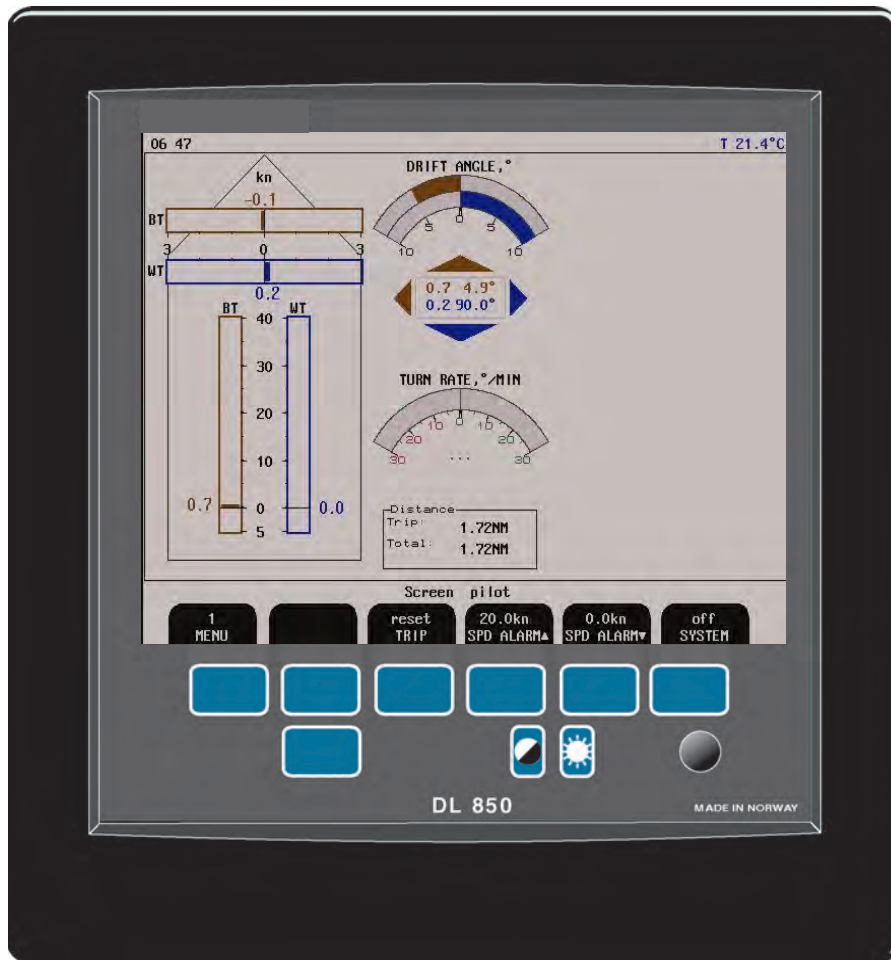 06 47
T 21.4°C
kn
-0.1
BT
3 0 3
WT
0.2
BT WT
40
30
20
10
0.7 0 0.0
5
DRIFT ANGLE,°
10 5 0 5 10
0.7 4.9°
0.2 90.0°
TURN RATE,°/MIN
30 20 10 0 10 20 30
...
Distance
Trip: 1.72NM
Total: 1.72NM
Screen pilot
1
MENU
reset
TRIP
20.0kn
SPD ALARM▲
0.0kn
SPD ALARM▼
off
SYSTEM
DL 850
MADE IN NORWAY